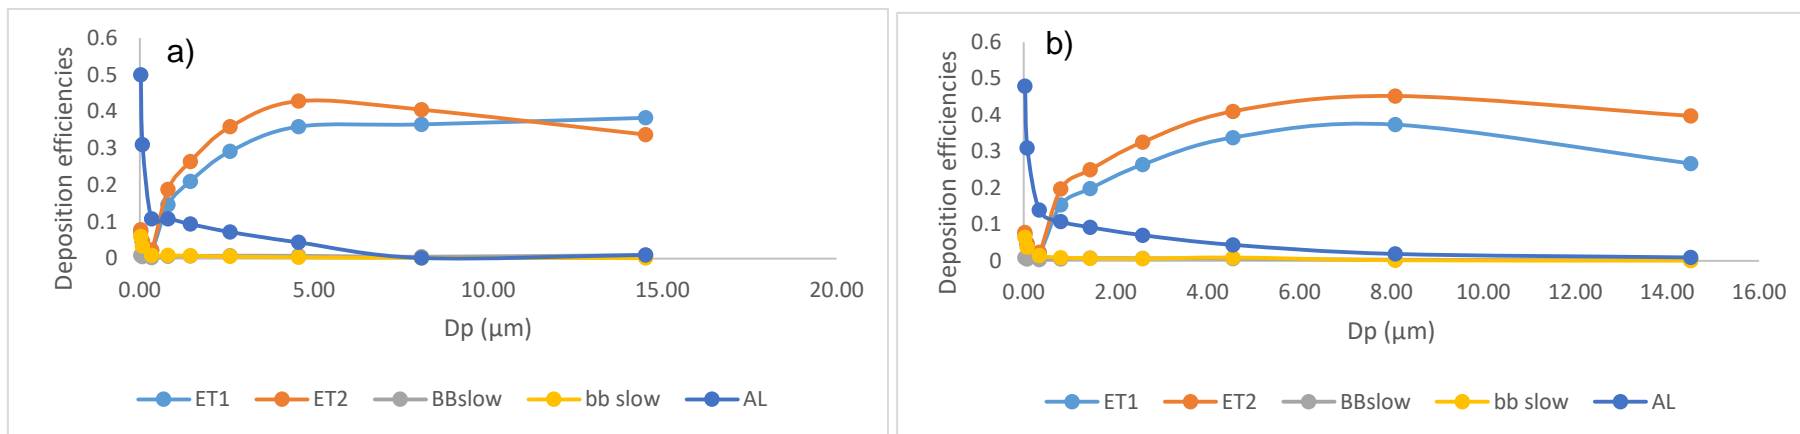 a)
Deposition efficiencies
0.6
0.5
0.4
0.3
0.2
0.1
0
0.00 5.00 10.00 15.00 20.00
Dp (µm)
ET1 ET2 BBslow bb slow AL
b)
Deposition efficiencies
0.6
0.5
0.4
0.3
0.2
0.1
0
0.00 2.00 4.00 6.00 8.00 10.00 12.00 14.00 16.00
Dp (µm)
ET1 ET2 BBslow bb slow AL